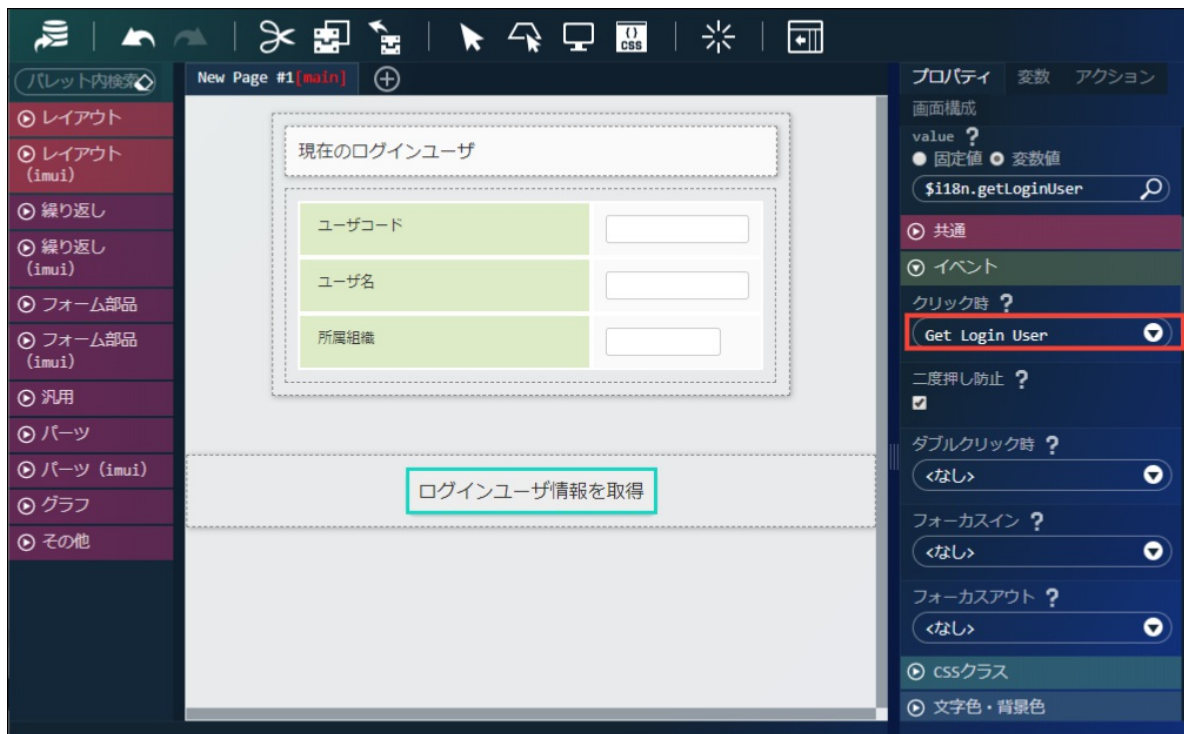 {} CSS
パレット内検索
レイアウト
レイアウト
(imui)
繰り返し
繰り返し
(imui)
フォーム部品
フォーム部品
(imui)
汎用
パーツ
パーツ (imui)
グラフ
その他
New Page #1[main]
現在のログインユーザ
ユーザコード
ユーザ名
所属組織
ログインユーザ情報を取得
プロパティ 変数 アクション
画面構成
value ?
固定値 変数値
$i18n.getLoginUser
共通
イベント
クリック時 ?
Get Login User
二度押し防止 ?
ダブルクリック時 ?
<なし>
フォーカスイン ?
<なし>
フォーカスアウト ?
<なし>
CSSクラス
文字色・背景色